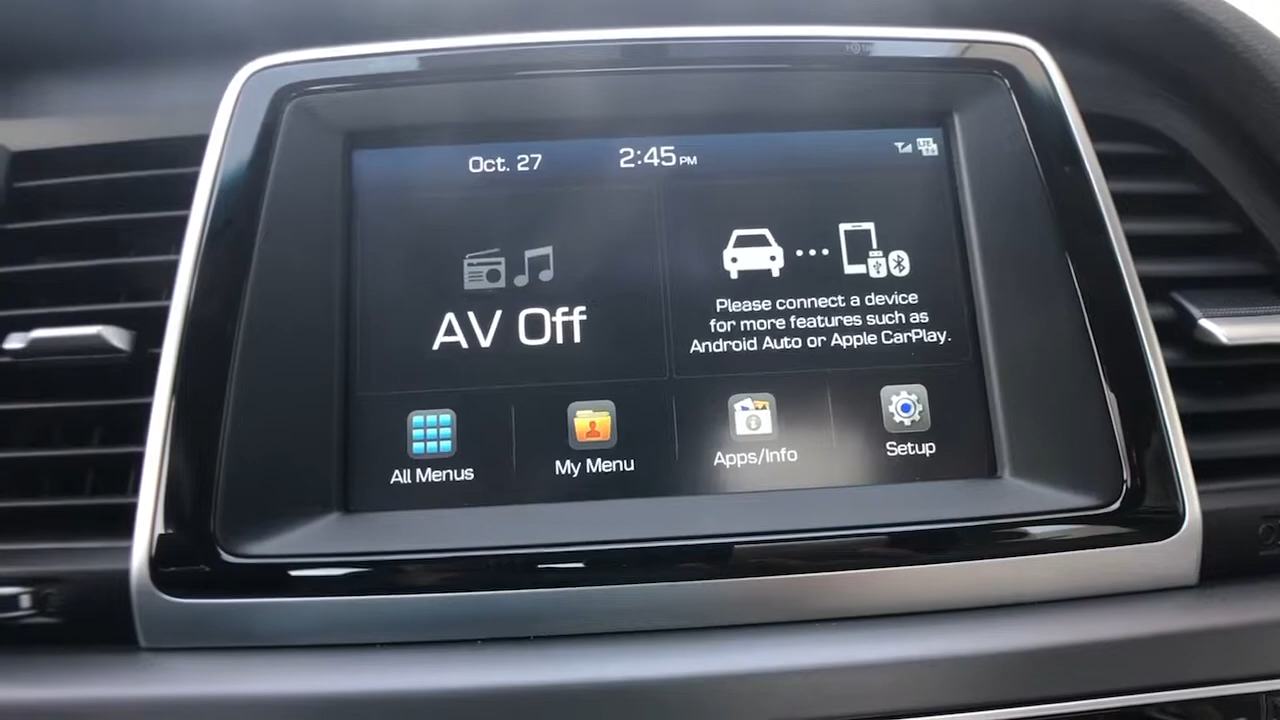 Oct. 27
2:45 PM
AV Off
Please connect a device
for more features such as
Android Auto or Apple CarPlay.
All Menus
My Menu
Apps/Info
Setup